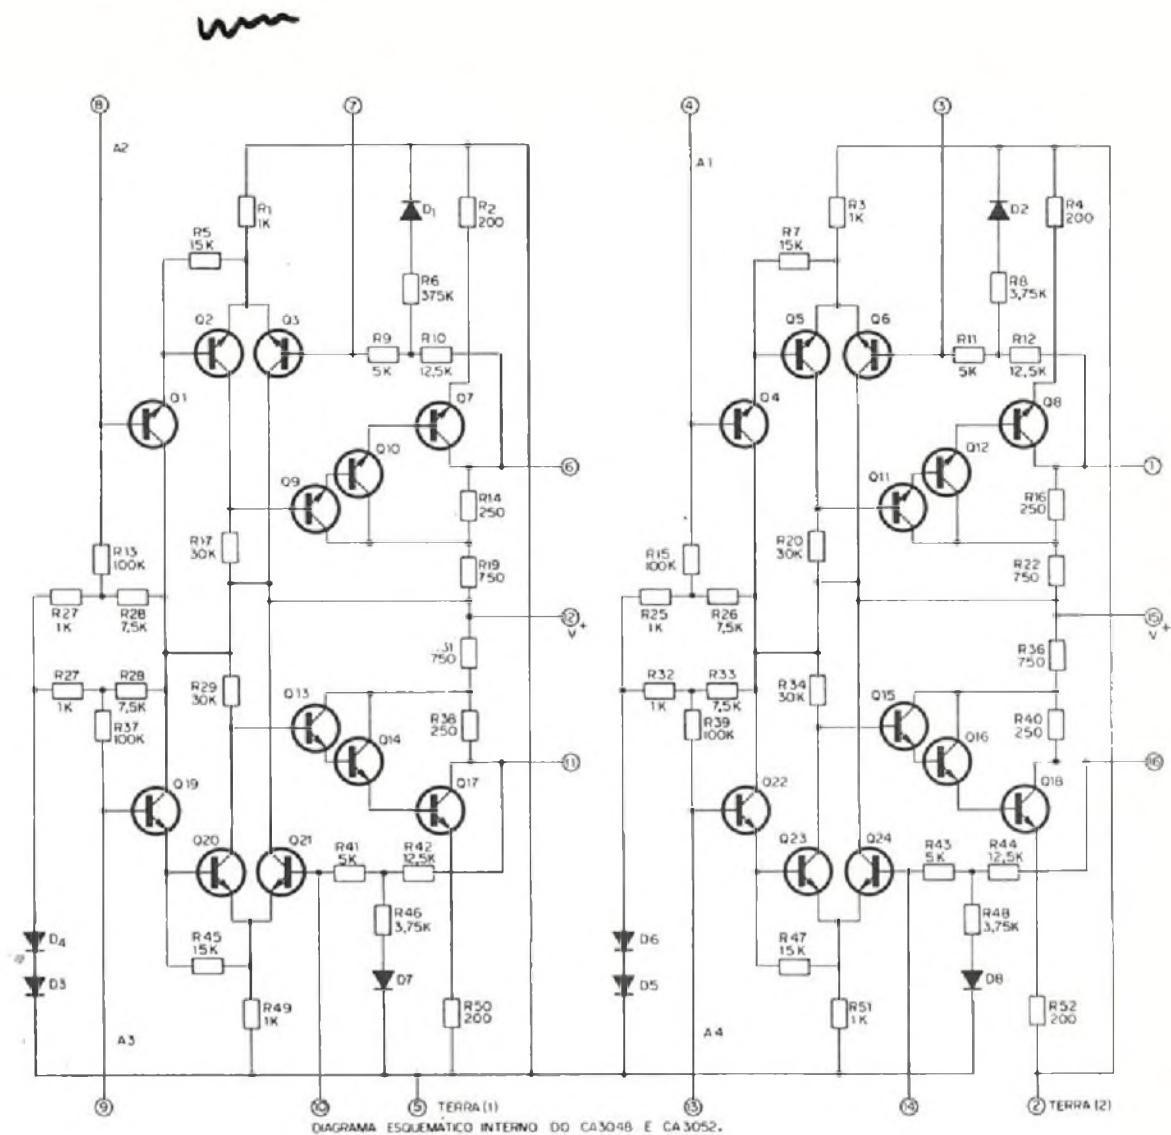 8 7 4 3
A2 A1
R1 1K
D1
R2 200
R3 1K
D2
R4 200
R5 15K
R6 375K
R7 15K
R8 3,75K
Q2 Q3
R9 5K
R10 12,5K
Q5 Q6
R11 5K
R12 12,5K
Q1 Q7
Q4 Q8
Q10 Q12
6 1
Q9
R14 250
Q11
R16 250
R13 100K
R17 30K
R19 750
R15 100K
R20 30K
R22 750
R27 1K
R28 7,5K
12 V+
R25 1K
R26 7,5K
15 V+
31 750
R36 750
R27 1K
R28 7,5K
R29 30K
R32 1K
R33 7,5K
R34 30K
Q13 Q15
R37 100K
R38 250
R39 100K
R40 250
Q14 Q16
11 16
Q19 Q17
Q22 Q18
Q20 Q21
R41 5K
R42 12,5K
Q23 Q24
R43 5K
R44 12,5K
R46 3,75K
R48 3,75K
D4
R45 15K
D6
R47 15K
D3 D7
D5 D8
R49 1K
R50 200
R51 1K
R52 200
A3 A4
9 10 5 TERRA(1) 13 14 2 TERRA(2)
DIAGRAMA ESQUEMÁTICO INTERNO DO CA3048 E CA3052.